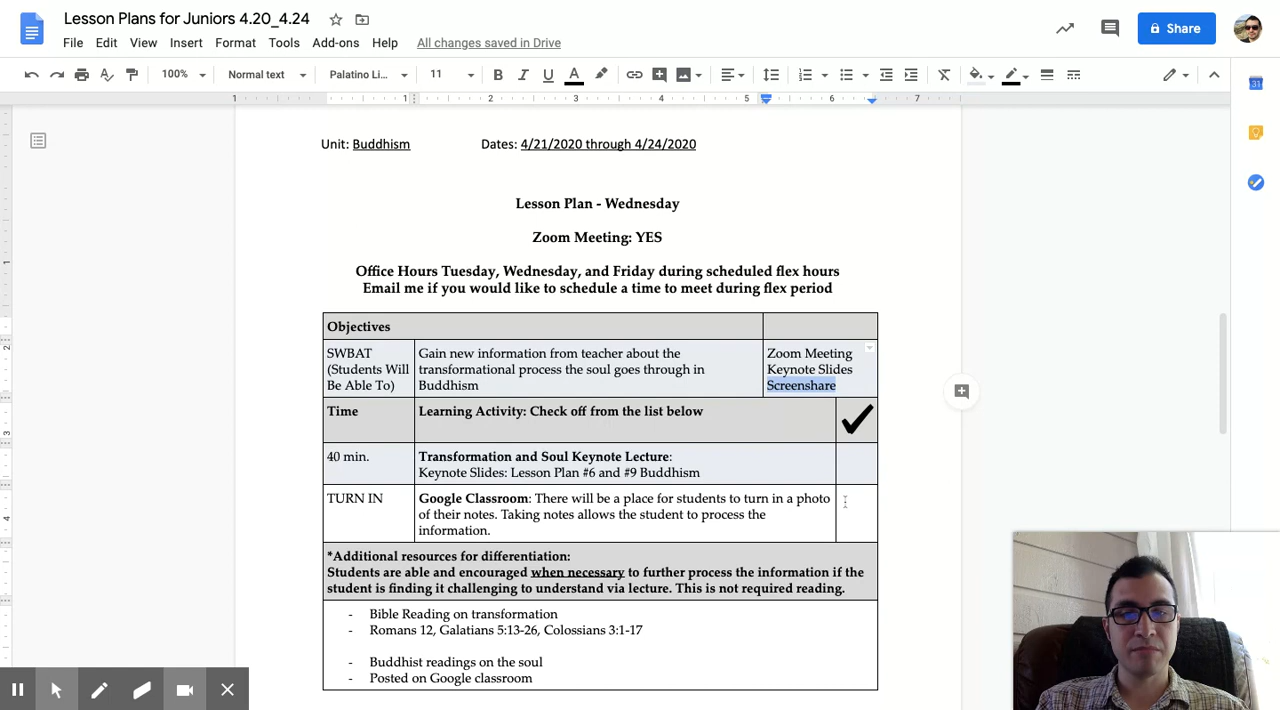 Lesson Plans for Juniors 4.20_4.24
File Edit View Insert Format Tools Add-ons Help All changes saved in Drive
Share
100% Normal text Palatino Li... 11 B I U A
1 1 2 3 4 5 6 7
31
Unit: Buddhism Dates: 4/21/2020 through 4/24/2020
Lesson Plan - Wednesday
Zoom Meeting: YES
Office Hours Tuesday, Wednesday, and Friday during scheduled flex hours
Email me if you would like to schedule a time to meet during flex period
Objectives
SWBAT
(Students Will
Be Able To)
Gain new information from teacher about the
transformational process the soul goes through in
Buddhism
Zoom Meeting
Keynote Slides
Screenshare
Time
Learning Activity: Check off from the list below
40 min.
Transformation and Soul Keynote Lecture:
Keynote Slides: Lesson Plan #6 and #9 Buddhism
TURN IN
Google Classroom: There will be a place for students to turn in a photo
of their notes. Taking notes allows the student to process the
information.
*Additional resources for differentiation:
Students are able and encouraged when necessary to further process the information if the
student is finding it challenging to understand via lecture. This is not required reading.
- Bible Reading on transformation
- Romans 12, Galatians 5:13-26, Colossians 3:1-17
- Buddhist readings on the soul
- Posted on Google classroom